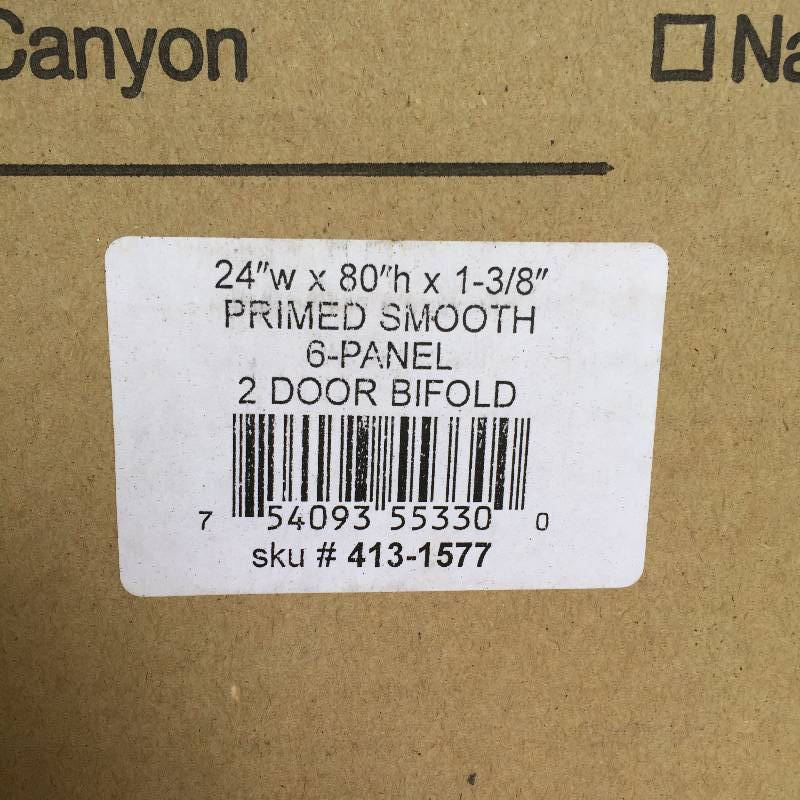 Canyon
Na
24"w x 80"h x 1-3/8"
PRIMED SMOOTH
6-PANEL
2 DOOR BIFOLD
7 54093 55330 0
sku # 413-1577